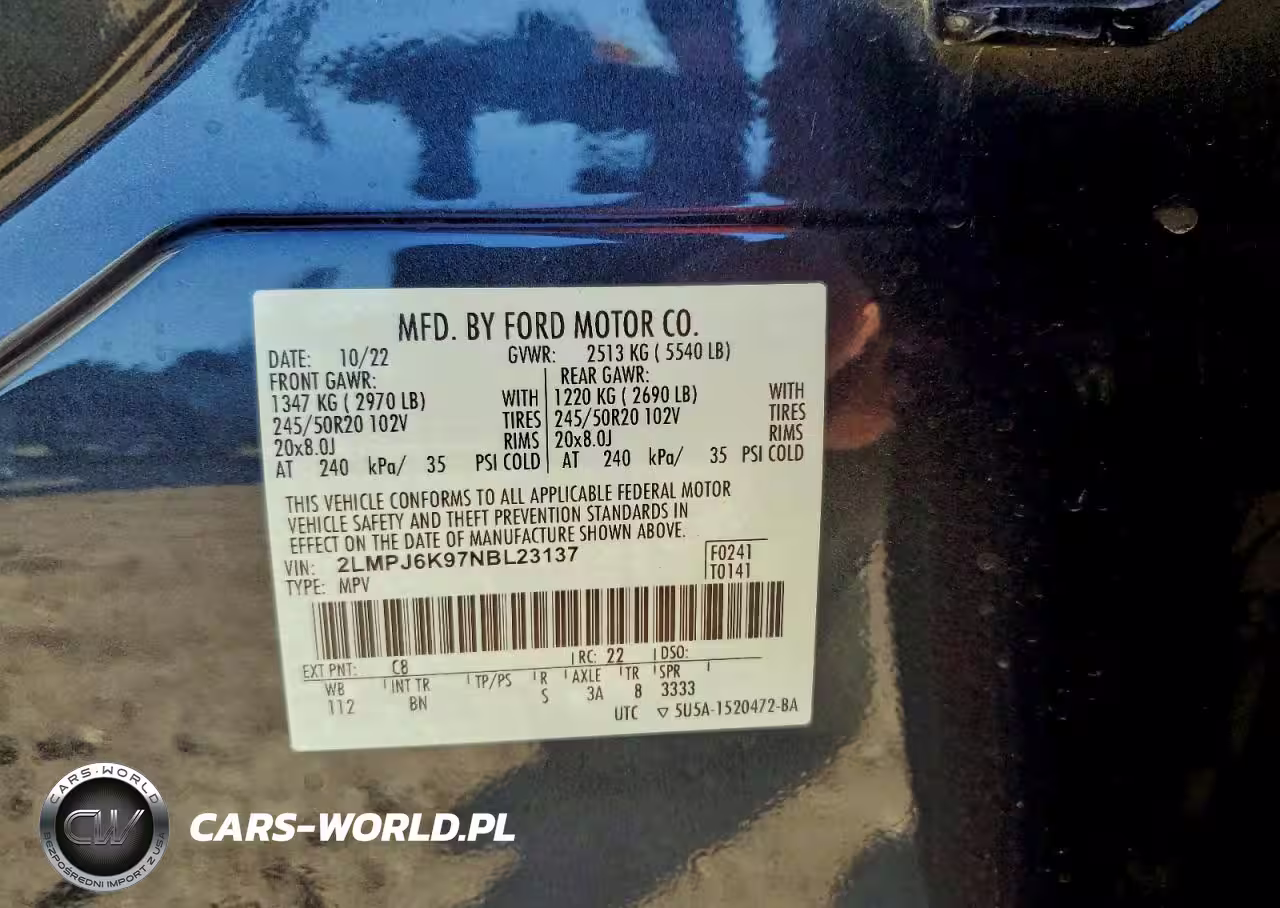 MFD. BY FORD MOTOR CO.
DATE: 10/22 GVWR: 2513 KG ( 5540 LB)
FRONT GAWR: REAR GAWR:
1347 KG ( 2970 LB) WITH 1220 KG ( 2690 LB) WITH
245/50R20 102V TIRES 245/50R20 102V TIRES
20x8.0J RIMS 20x8.0J RIMS
AT 240 kPa/ 35 PSI COLD AT 240 kPa/ 35 PSI COLD
THIS VEHICLE CONFORMS TO ALL APPLICABLE FEDERAL MOTOR
VEHICLE SAFETY AND THEFT PREVENTION STANDARDS IN
EFFECT ON THE DATE OF MANUFACTURE SHOWN ABOVE.
VIN: 2LMPJ6K97NBL23137 F0241
TYPE: MPV T0141
EXT PNT: C8 RC: 22 DSO:
WB INT TR TP/PS R AXLE TR SPR
112 BN S 3A 8 3333
UTC ▽ 5U5A-1520472-BA
CARS-WORLD
CW
BEZPOŚREDNI IMPORT Z USA
CARS-WORLD.PL